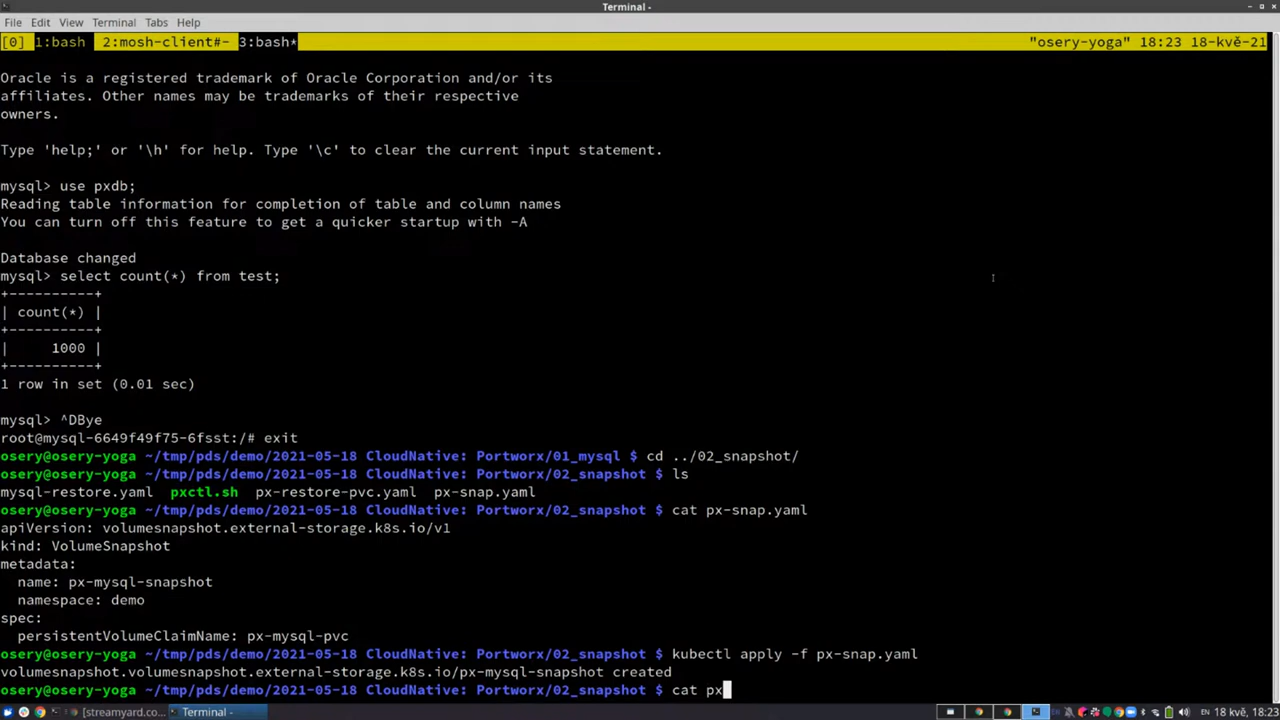 Terminal -
File Edit View Terminal Tabs Help
[0] 1:bash 2:mosh-client#- 3:bash* "osery-yoga" 18:23 18-kvě-21
Oracle is a registered trademark of Oracle Corporation and/or its
affiliates. Other names may be trademarks of their respective
owners.
Type 'help;' or '\h' for help. Type '\c' to clear the current input statement.
mysql> use pxdb;
Reading table information for completion of table and column names
You can turn off this feature to get a quicker startup with -A
Database changed
mysql> select count(*) from test;
+----------+
| count(*) |
+----------+
|     1000 |
+----------+
1 row in set (0.01 sec)
mysql> ^DBye
root@mysql-6649f49f75-6fsst:/# exit
osery@osery-yoga ~/tmp/pds/demo/2021-05-18 CloudNative: Portworx/01_mysql $ cd ../02_snapshot/
osery@osery-yoga ~/tmp/pds/demo/2021-05-18 CloudNative: Portworx/02_snapshot $ ls
mysql-restore.yaml pxctl.sh px-restore-pvc.yaml px-snap.yaml
osery@osery-yoga ~/tmp/pds/demo/2021-05-18 CloudNative: Portworx/02_snapshot $ cat px-snap.yaml
apiVersion: volumesnapshot.external-storage.k8s.io/v1
kind: VolumeSnapshot
metadata:
  name: px-mysql-snapshot
  namespace: demo
spec:
  persistentVolumeClaimName: px-mysql-pvc
osery@osery-yoga ~/tmp/pds/demo/2021-05-18 CloudNative: Portworx/02_snapshot $ kubectl apply -f px-snap.yaml
volumesnapshot.volumesnapshot.external-storage.k8s.io/px-mysql-snapshot created
osery@osery-yoga ~/tmp/pds/demo/2021-05-18 CloudNative: Portworx/02_snapshot $ cat px
[streamyard.co... Terminal - EN 18 kvě, 18:23